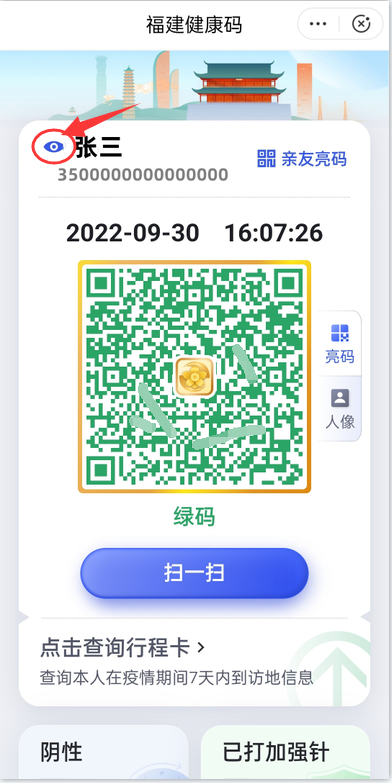 福建健康码
张三
3500000000000000
亲友亮码
2022-09-30 16:07:26
亮码
人像
绿码
扫一扫
点击查询行程卡 >
查询本人在疫情期间7天内到访地信息
阴性
已打加强针